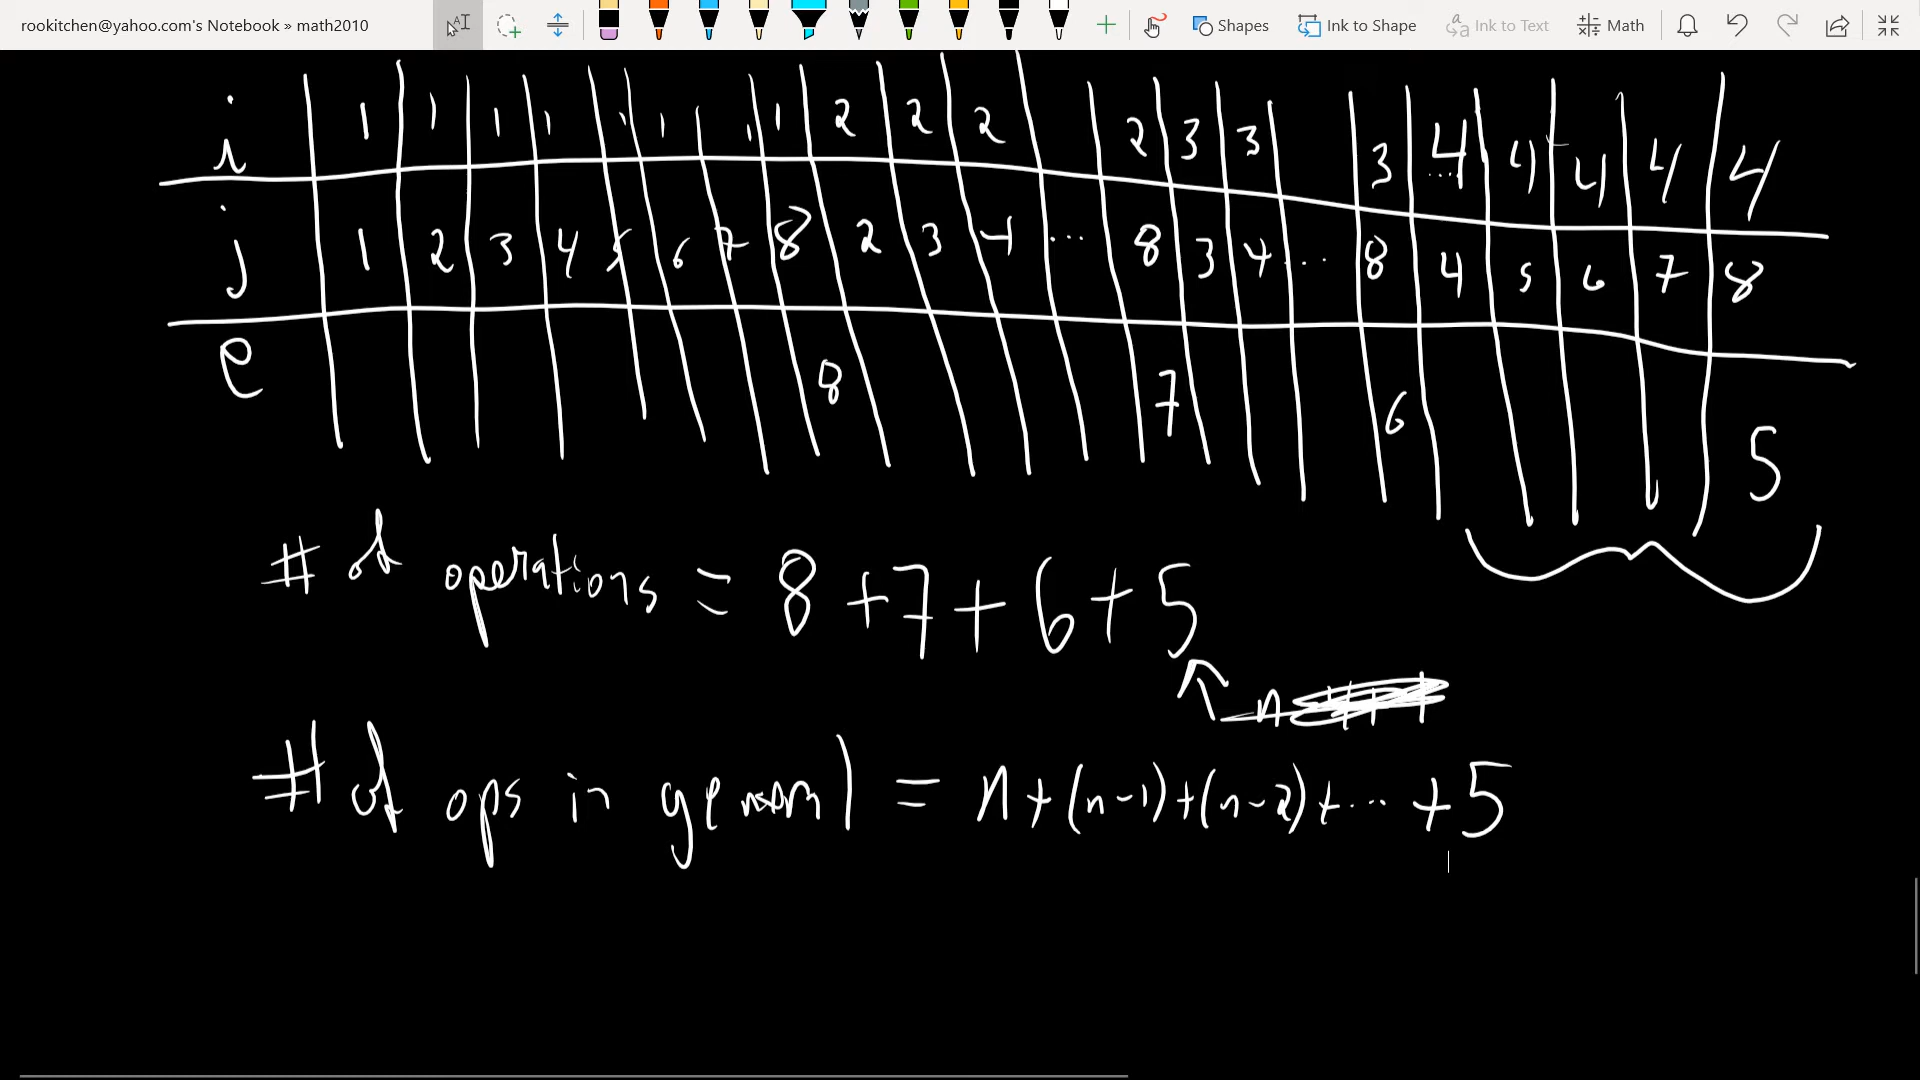 rookitchen@yahoo.com's Notebook » math2010 Shapes Ink to Shape Ink to Text Math
i 1 1 1 1 1 1 1 2 2 2 2 3 3 3 4 4 4 4 4
j 1 2 3 4 5 6 7 8 2 3 4 ... 8 3 4 ... 8 4 5 6 7 8
e 8 7 6 5
# of operations = 8 + 7 + 6 + 5
n
# of ops in general = n + (n-1) + (n-2) + ... + 5